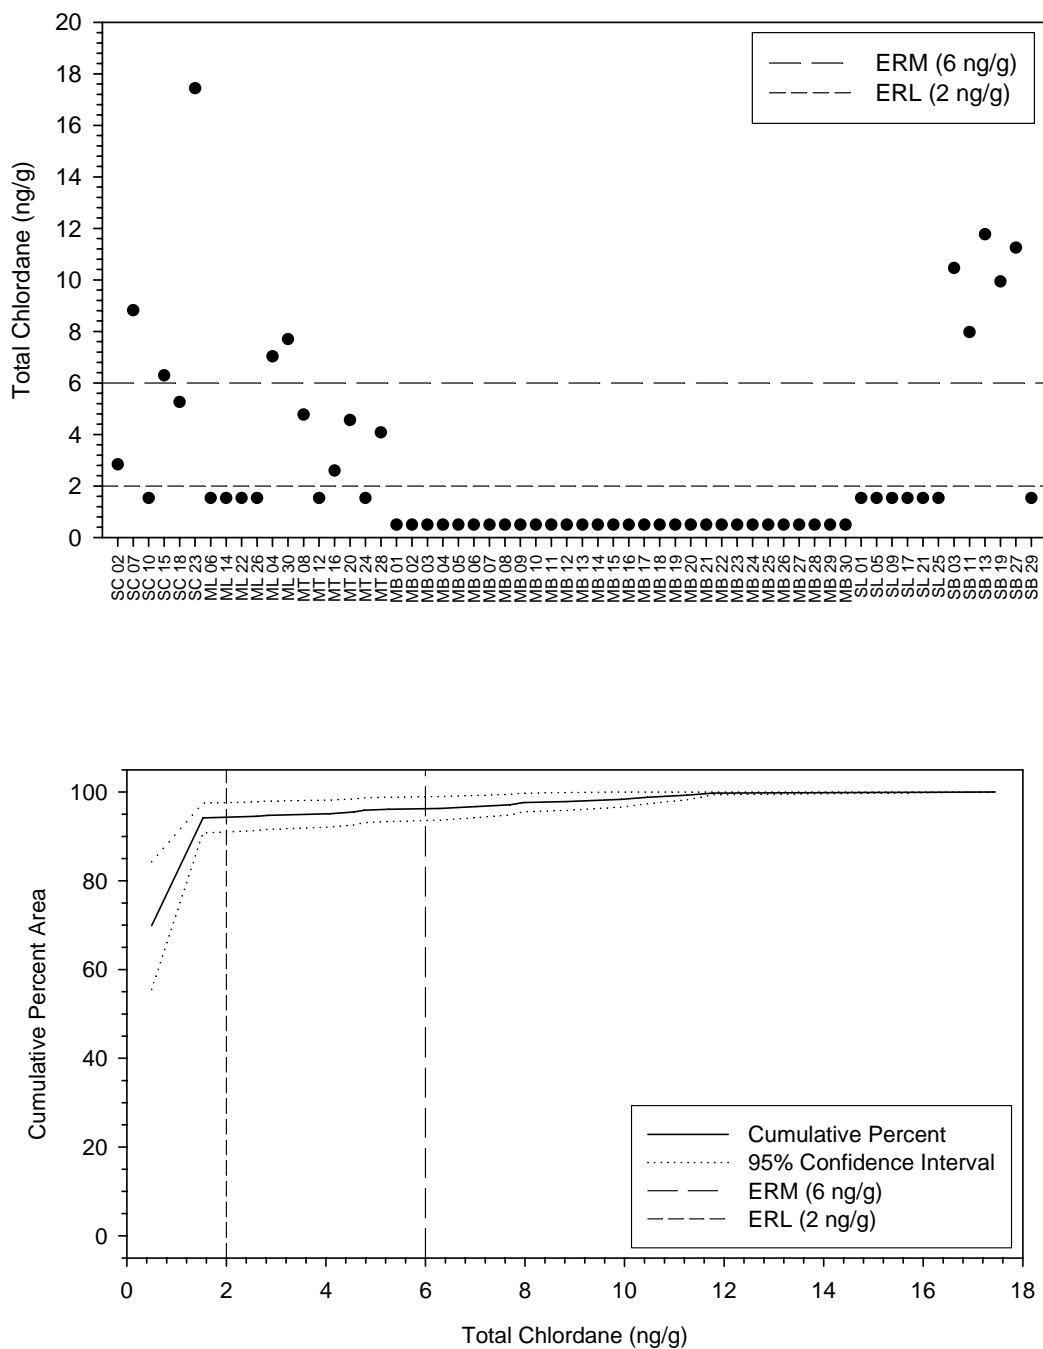 20
18
16
14
12
10
8
6
4
2
0
Total Chlordane (ng/g)
ERM (6 ng/g)
ERL (2 ng/g)
SC 02
SC 07
SC 10
SC 15
SC 18
SC 23
ML 06
ML 14
ML 22
ML 26
ML 04
ML 30
MT 08
MT 12
MT 16
MT 20
MT 24
MT 28
MB 01
MB 02
MB 03
MB 04
MB 05
MB 06
MB 07
MB 08
MB 09
MB 10
MB 11
MB 12
MB 13
MB 14
MB 15
MB 16
MB 17
MB 18
MB 19
MB 20
MB 21
MB 22
MB 23
MB 24
MB 25
MB 26
MB 27
MB 28
MB 29
MB 30
SL 01
SL 05
SL 09
SL 17
SL 21
SL 25
SB 03
SB 11
SB 13
SB 19
SB 27
SB 29
100
80
60
40
20
0
Cumulative Percent Area
Cumulative Percent
95% Confidence Interval
ERM (6 ng/g)
ERL (2 ng/g)
0 2 4 6 8 10 12 14 16 18
Total Chlordane (ng/g)